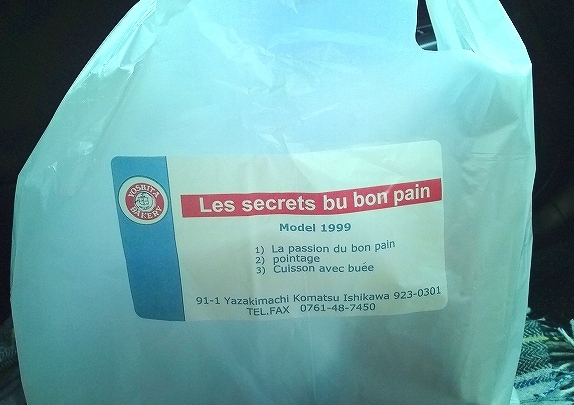 YOSHIYA
BAKERY
Les secrets bu bon pain
Model 1999
1) La passion du bon pain
2) pointage
3) Cuisson avec buée
91-1 Yazakimachi Komatsu Ishikawa 923-0301
TEL.FAX 0761-48-7450